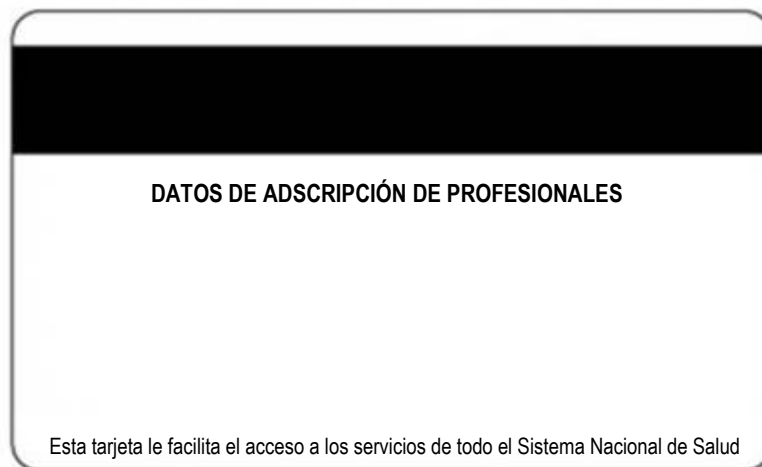 DATOS DE ADSCRIPCIÓN DE PROFESIONALES
Esta tarjeta le facilita el acceso a los servicios de todo el Sistema Nacional de Salud